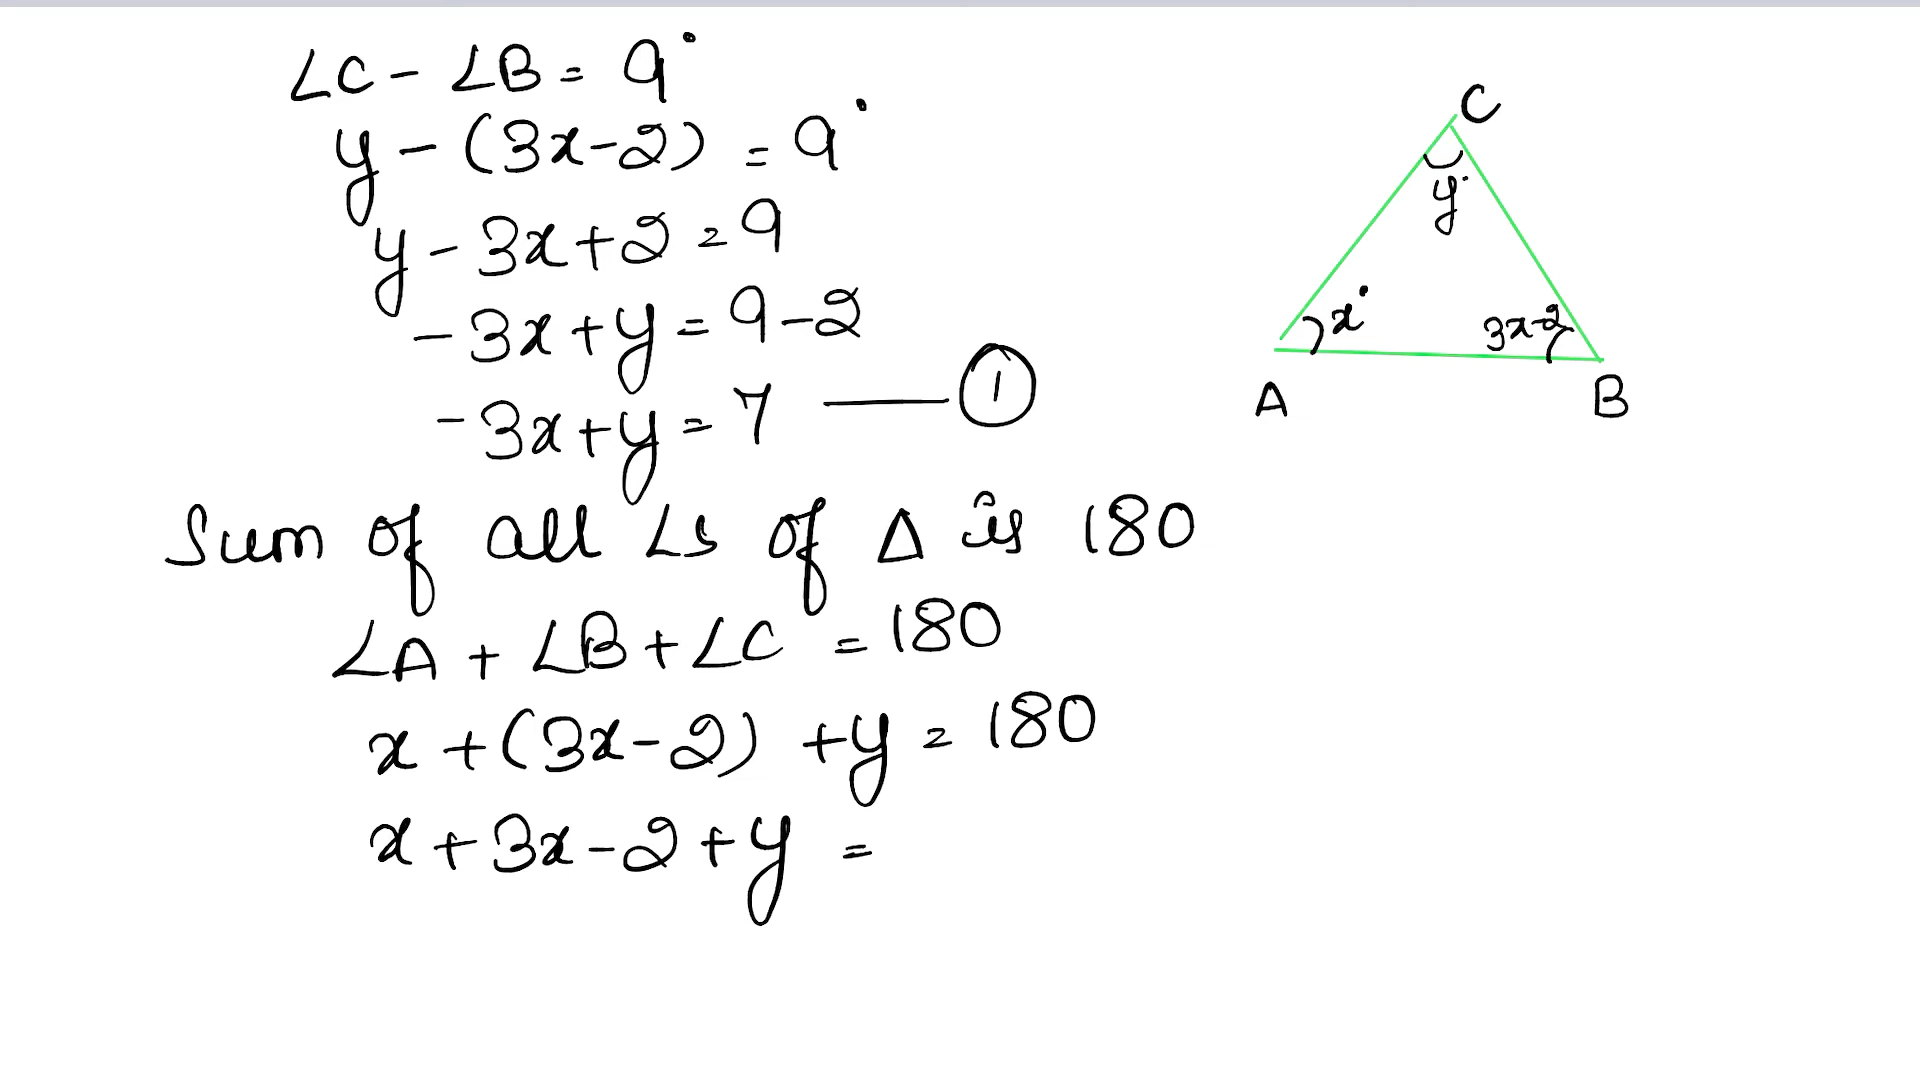 ∠C - ∠B = 9°
y - (3x-2) = 9°
y - 3x+2 = 9
-3x+y = 9-2
-3x+y = 7 —— ①
Sum of all ∠s of Δ is 180
∠A + ∠B + ∠C = 180
x + (3x-2) + y = 180
x + 3x - 2 + y =
C
y°
x°
3x-2
A
B